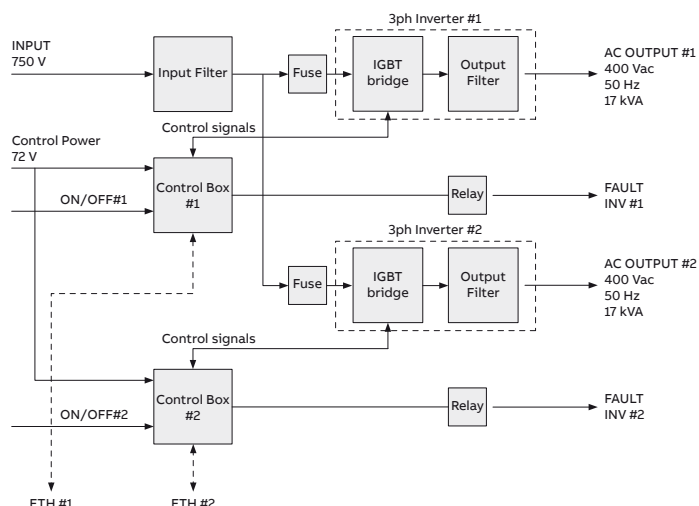 3ph Inverter #1
INPUT
750 V
Input Filter
Fuse
IGBT
bridge
Output
Filter
AC OUTPUT #1
400 Vac
50 Hz
17 kVA
Control signals
Control Power
72 V
Control Box
#1
ON/OFF#1
Relay
FAULT
INV #1
3ph Inverter #2
Fuse
IGBT
bridge
Output
Filter
AC OUTPUT #2
400 Vac
50 Hz
17 kVA
Control signals
Control Box
#2
ON/OFF#2
Relay
FAULT
INV #2
ETH #1
ETH #2